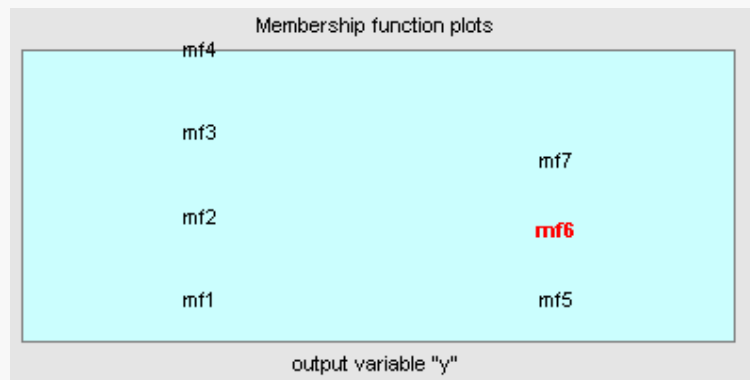 Membership function plots
mf4
mf3
mf7
mf2
mf6
mf1 mf5
output variable "y"